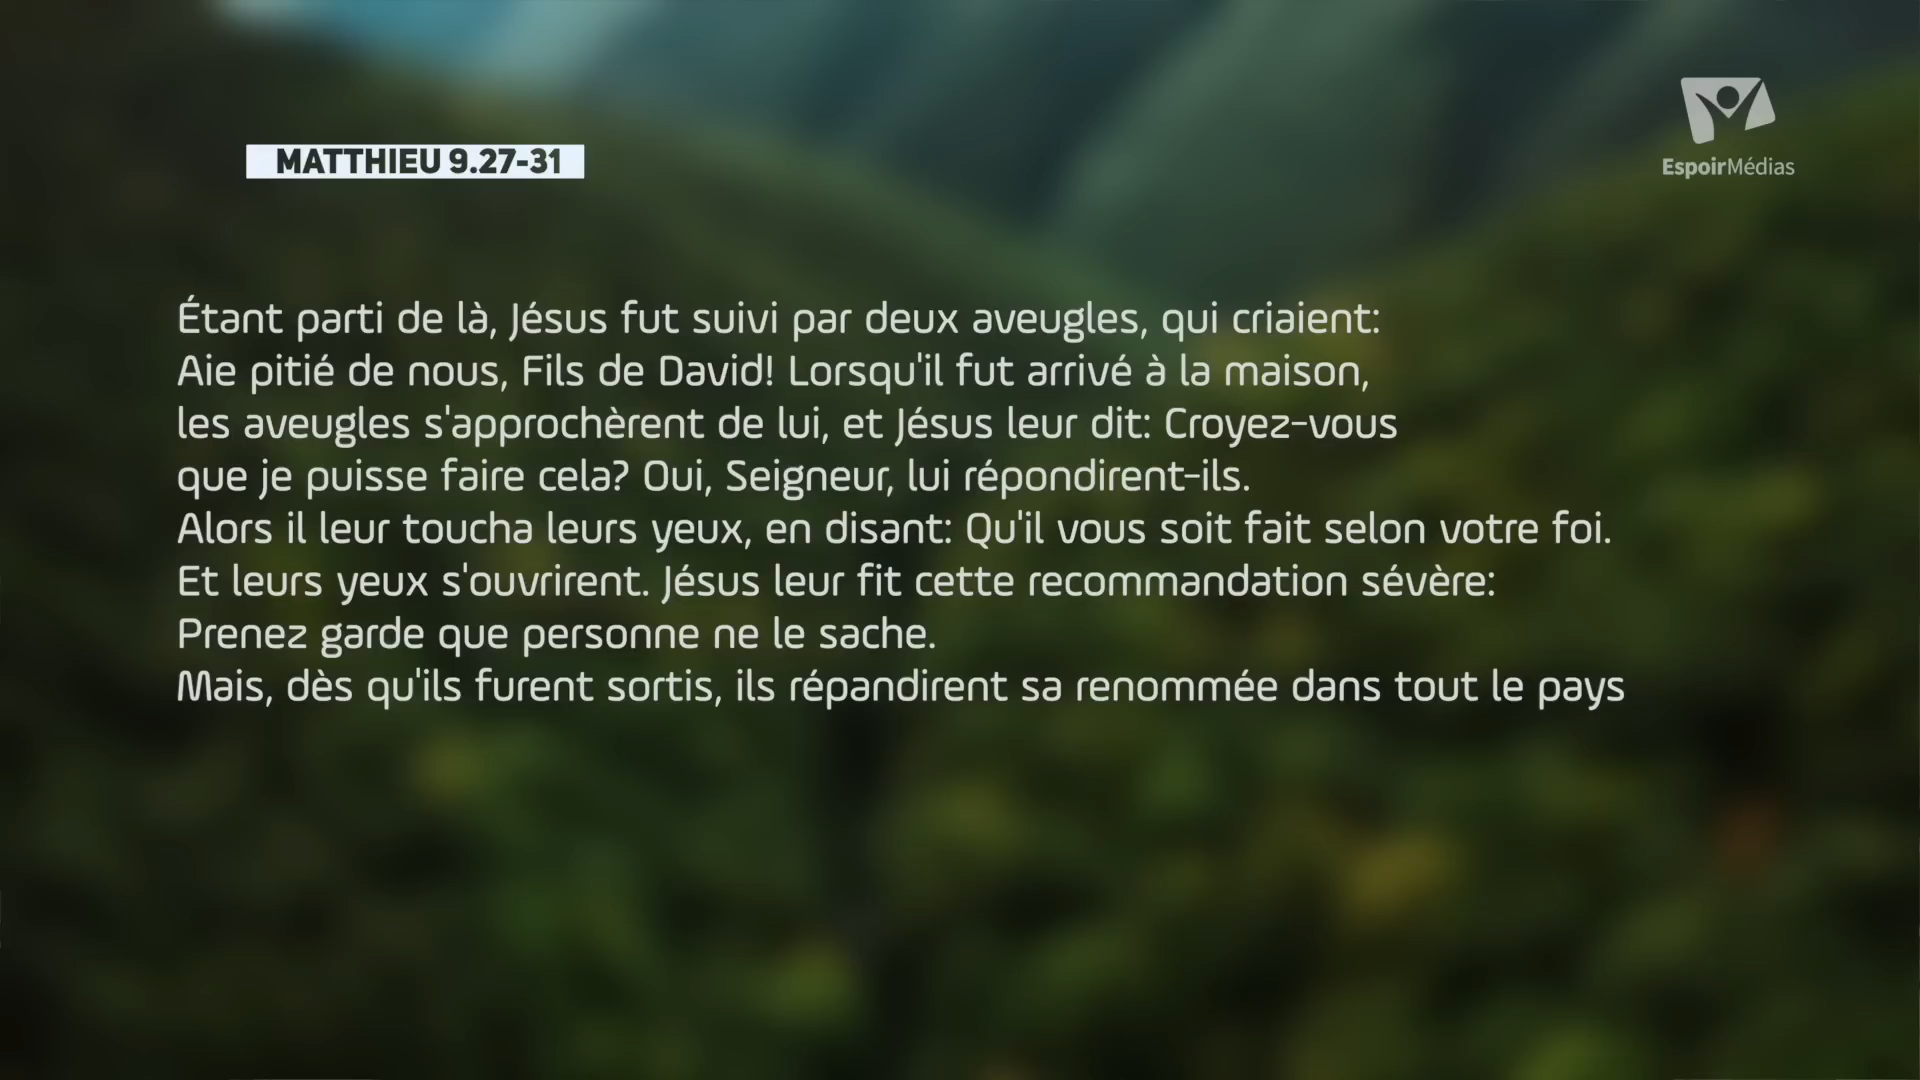 MATTHIEU 9.27-31
EspoirMédias
Étant parti de là, Jésus fut suivi par deux aveugles, qui criaient:
Aie pitié de nous, Fils de David! Lorsqu'il fut arrivé à la maison,
les aveugles s'approchèrent de lui, et Jésus leur dit: Croyez-vous
que je puisse faire cela? Oui, Seigneur, lui répondirent-ils.
Alors il leur toucha leurs yeux, en disant: Qu'il vous soit fait selon votre foi.
Et leurs yeux s'ouvrirent. Jésus leur fit cette recommandation sévère:
Prenez garde que personne ne le sache.
Mais, dès qu'ils furent sortis, ils répandirent sa renommée dans tout le pays